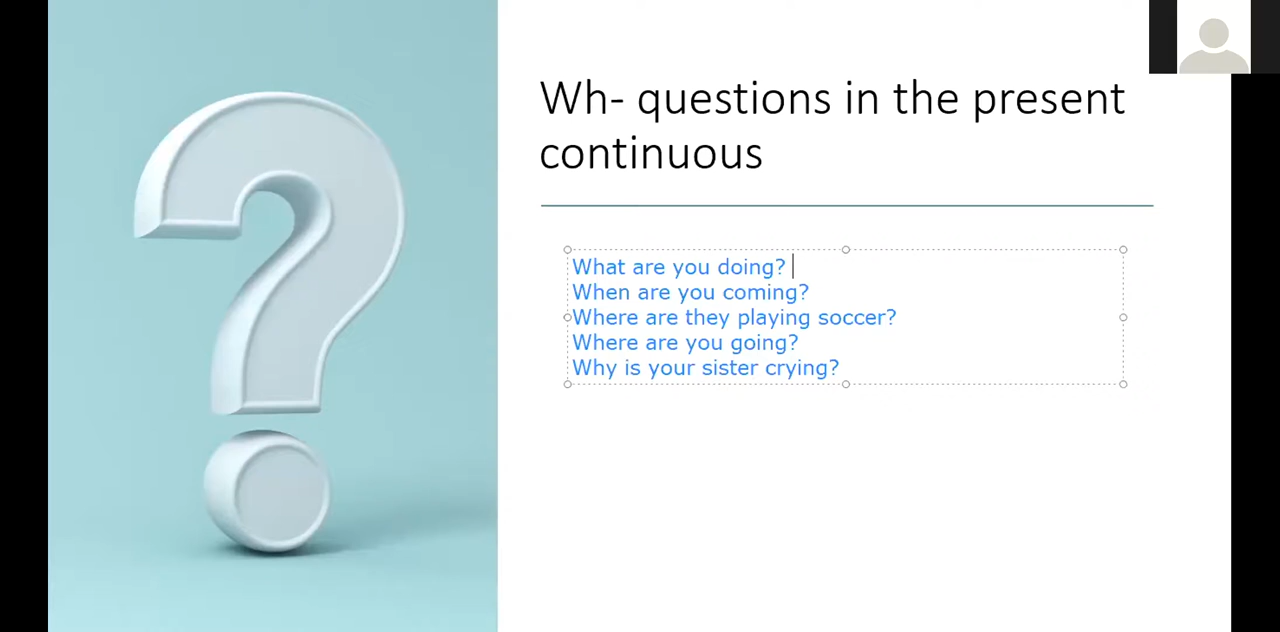 Wh- questions in the present
continuous
What are you doing?
When are you coming?
Where are they playing soccer?
Where are you going?
Why is your sister crying?